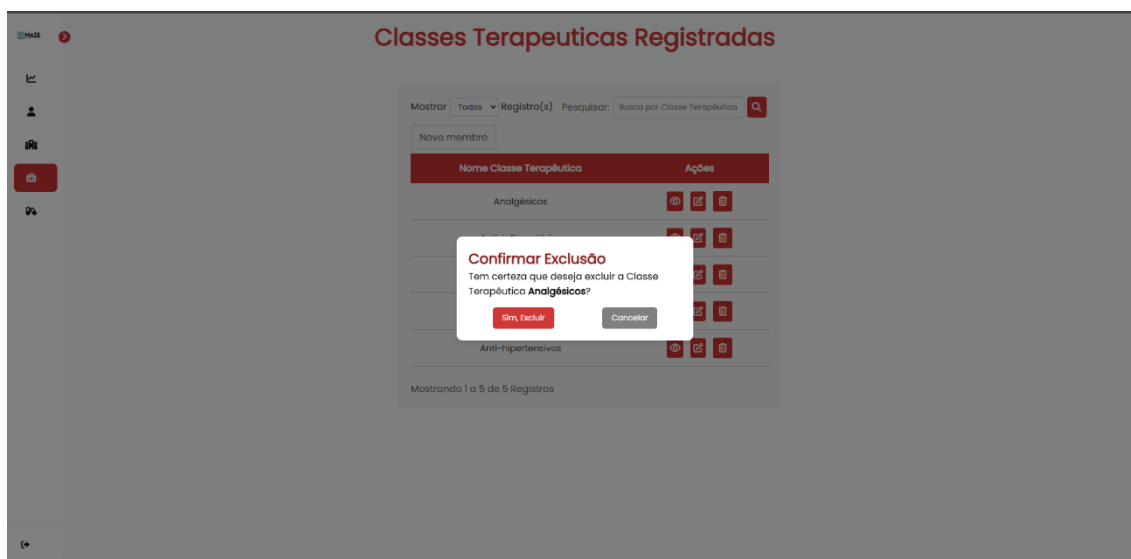 MAZE
Classes Terapeuticas Registradas
Mostrar Todos Registro(s) Pesquisar: Busca por Classe Terapêutica
Novo membro
Nome Classe Terapêutica Ações
Analgésicos
Confirmar Exclusão
Tem certeza que deseja excluir a Classe
Terapêutica Analgésicos?
Sim, Excluir Cancelar
Anti-hipertensivos
Mostrando 1 a 5 de 5 Registros